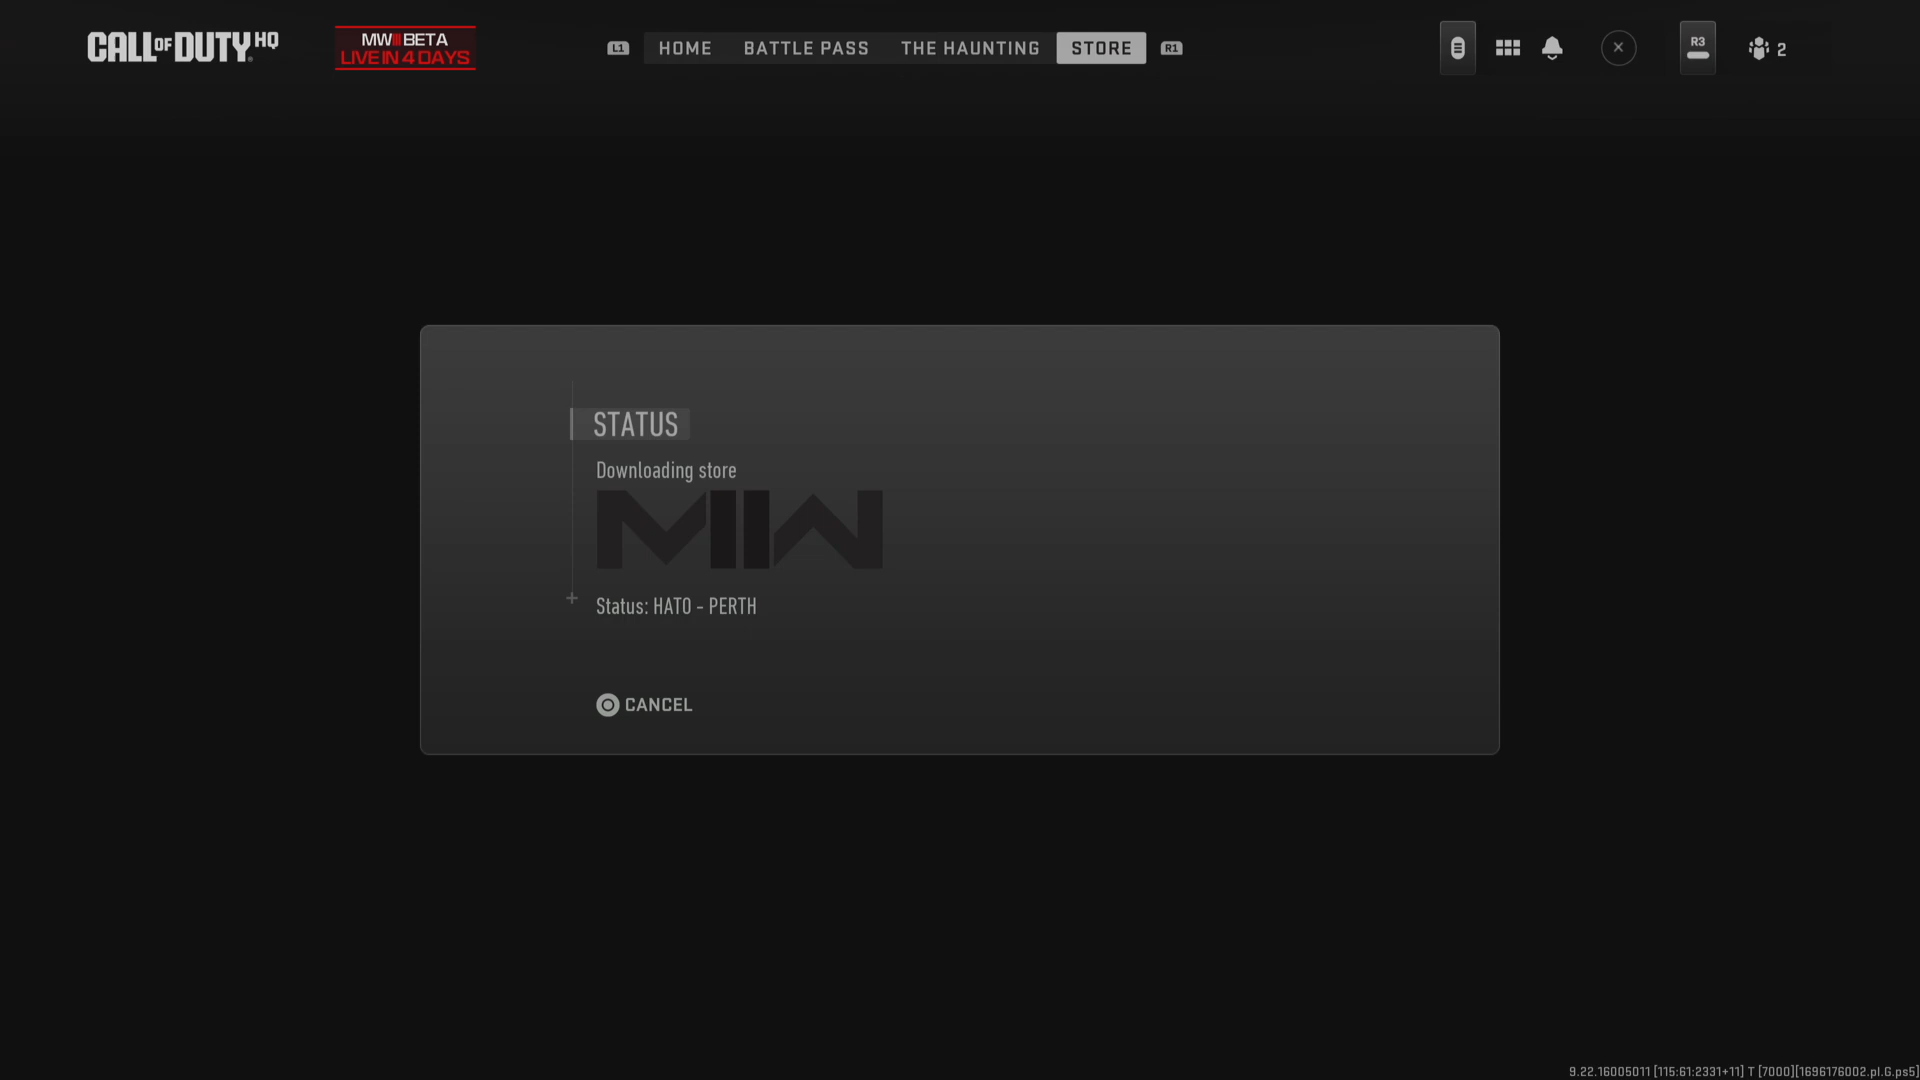 CALL OF DUTY HQ
MWIII BETA
LIVE IN 4 DAYS
L1 HOME BATTLE PASS THE HAUNTING STORE R1
R3
2
STATUS
Downloading store
MIIW
Status: HATO - PERTH
CANCEL
9.22.16005011 [115:61:2331+11] T [7000][1696176002.pl.G.ps5]